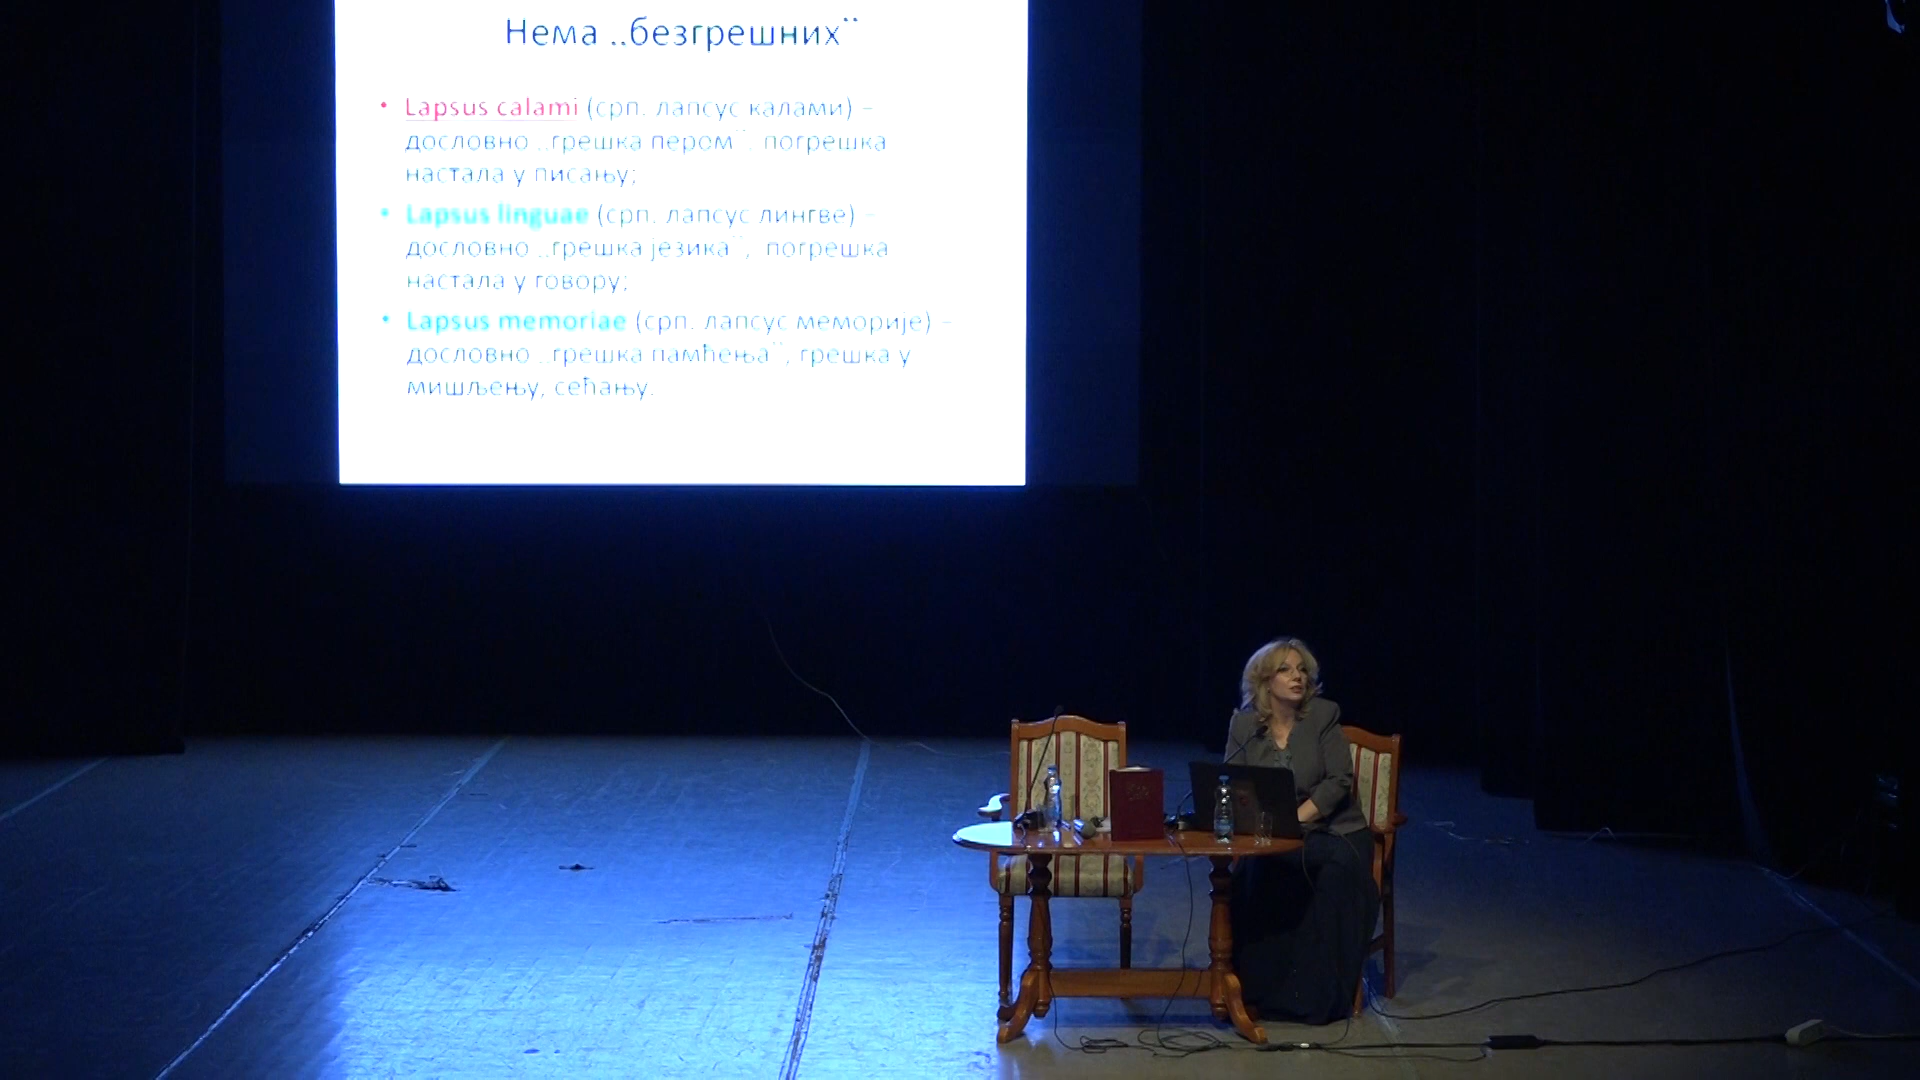 Нема ,,безгрешних¨
• Lapsus calami (срп. лапсус калами) –
дословно ,,грешка пером¨, погрешка
настала у писању;
• Lapsus linguae (срп. лапсус лингве) –
дословно ,,грешка језика¨, погрешка
настала у говору;
• Lapsus memoriae (срп. лапсус меморије) –
дословно ,,грешка памћења¨, грешка у
мишљењу, сећању.